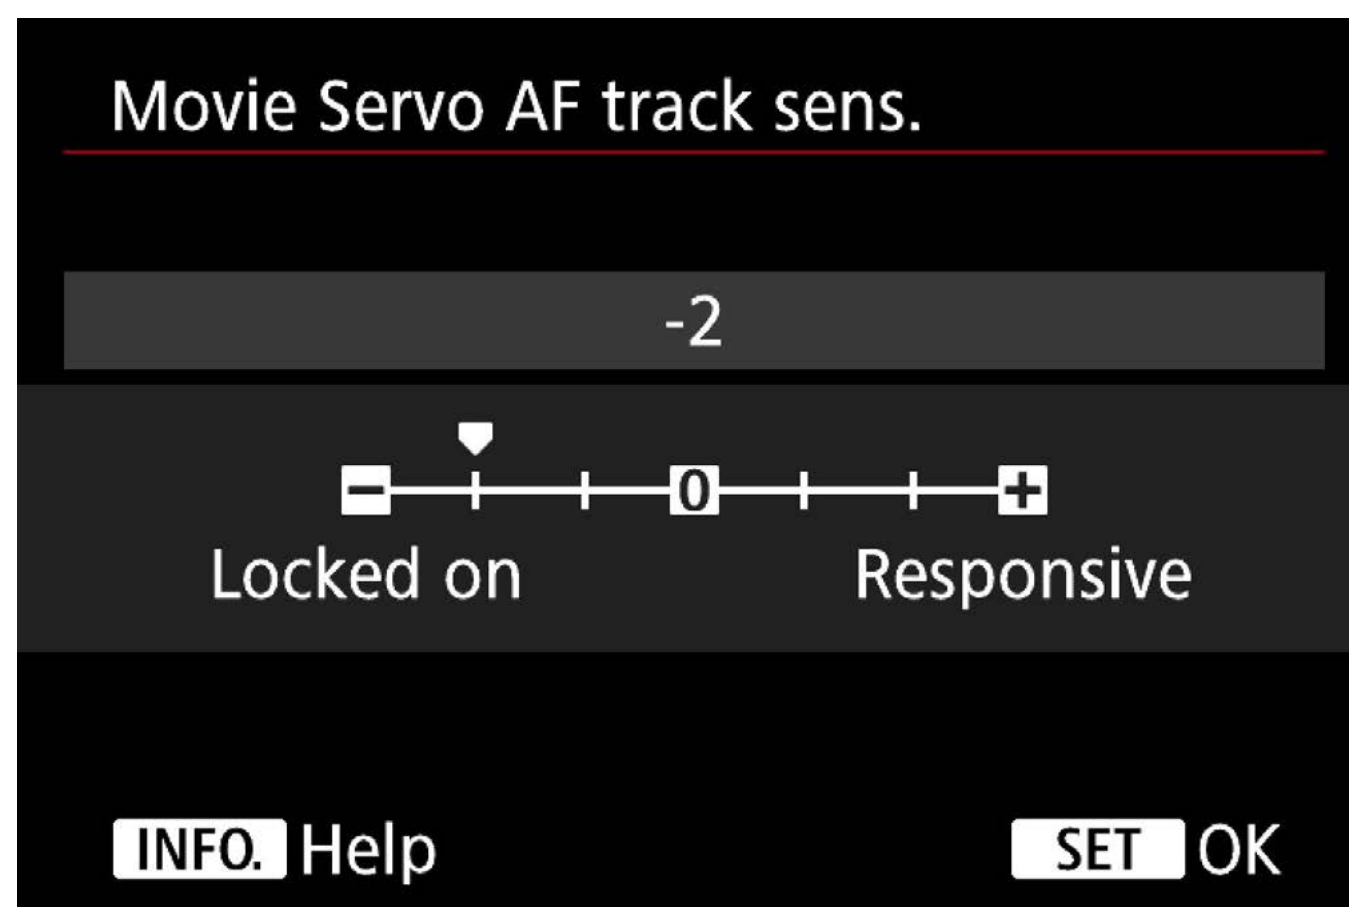 Movie Servo AF track sens.
-2
− 0 +
Locked on Responsive
INFO. Help SET OK